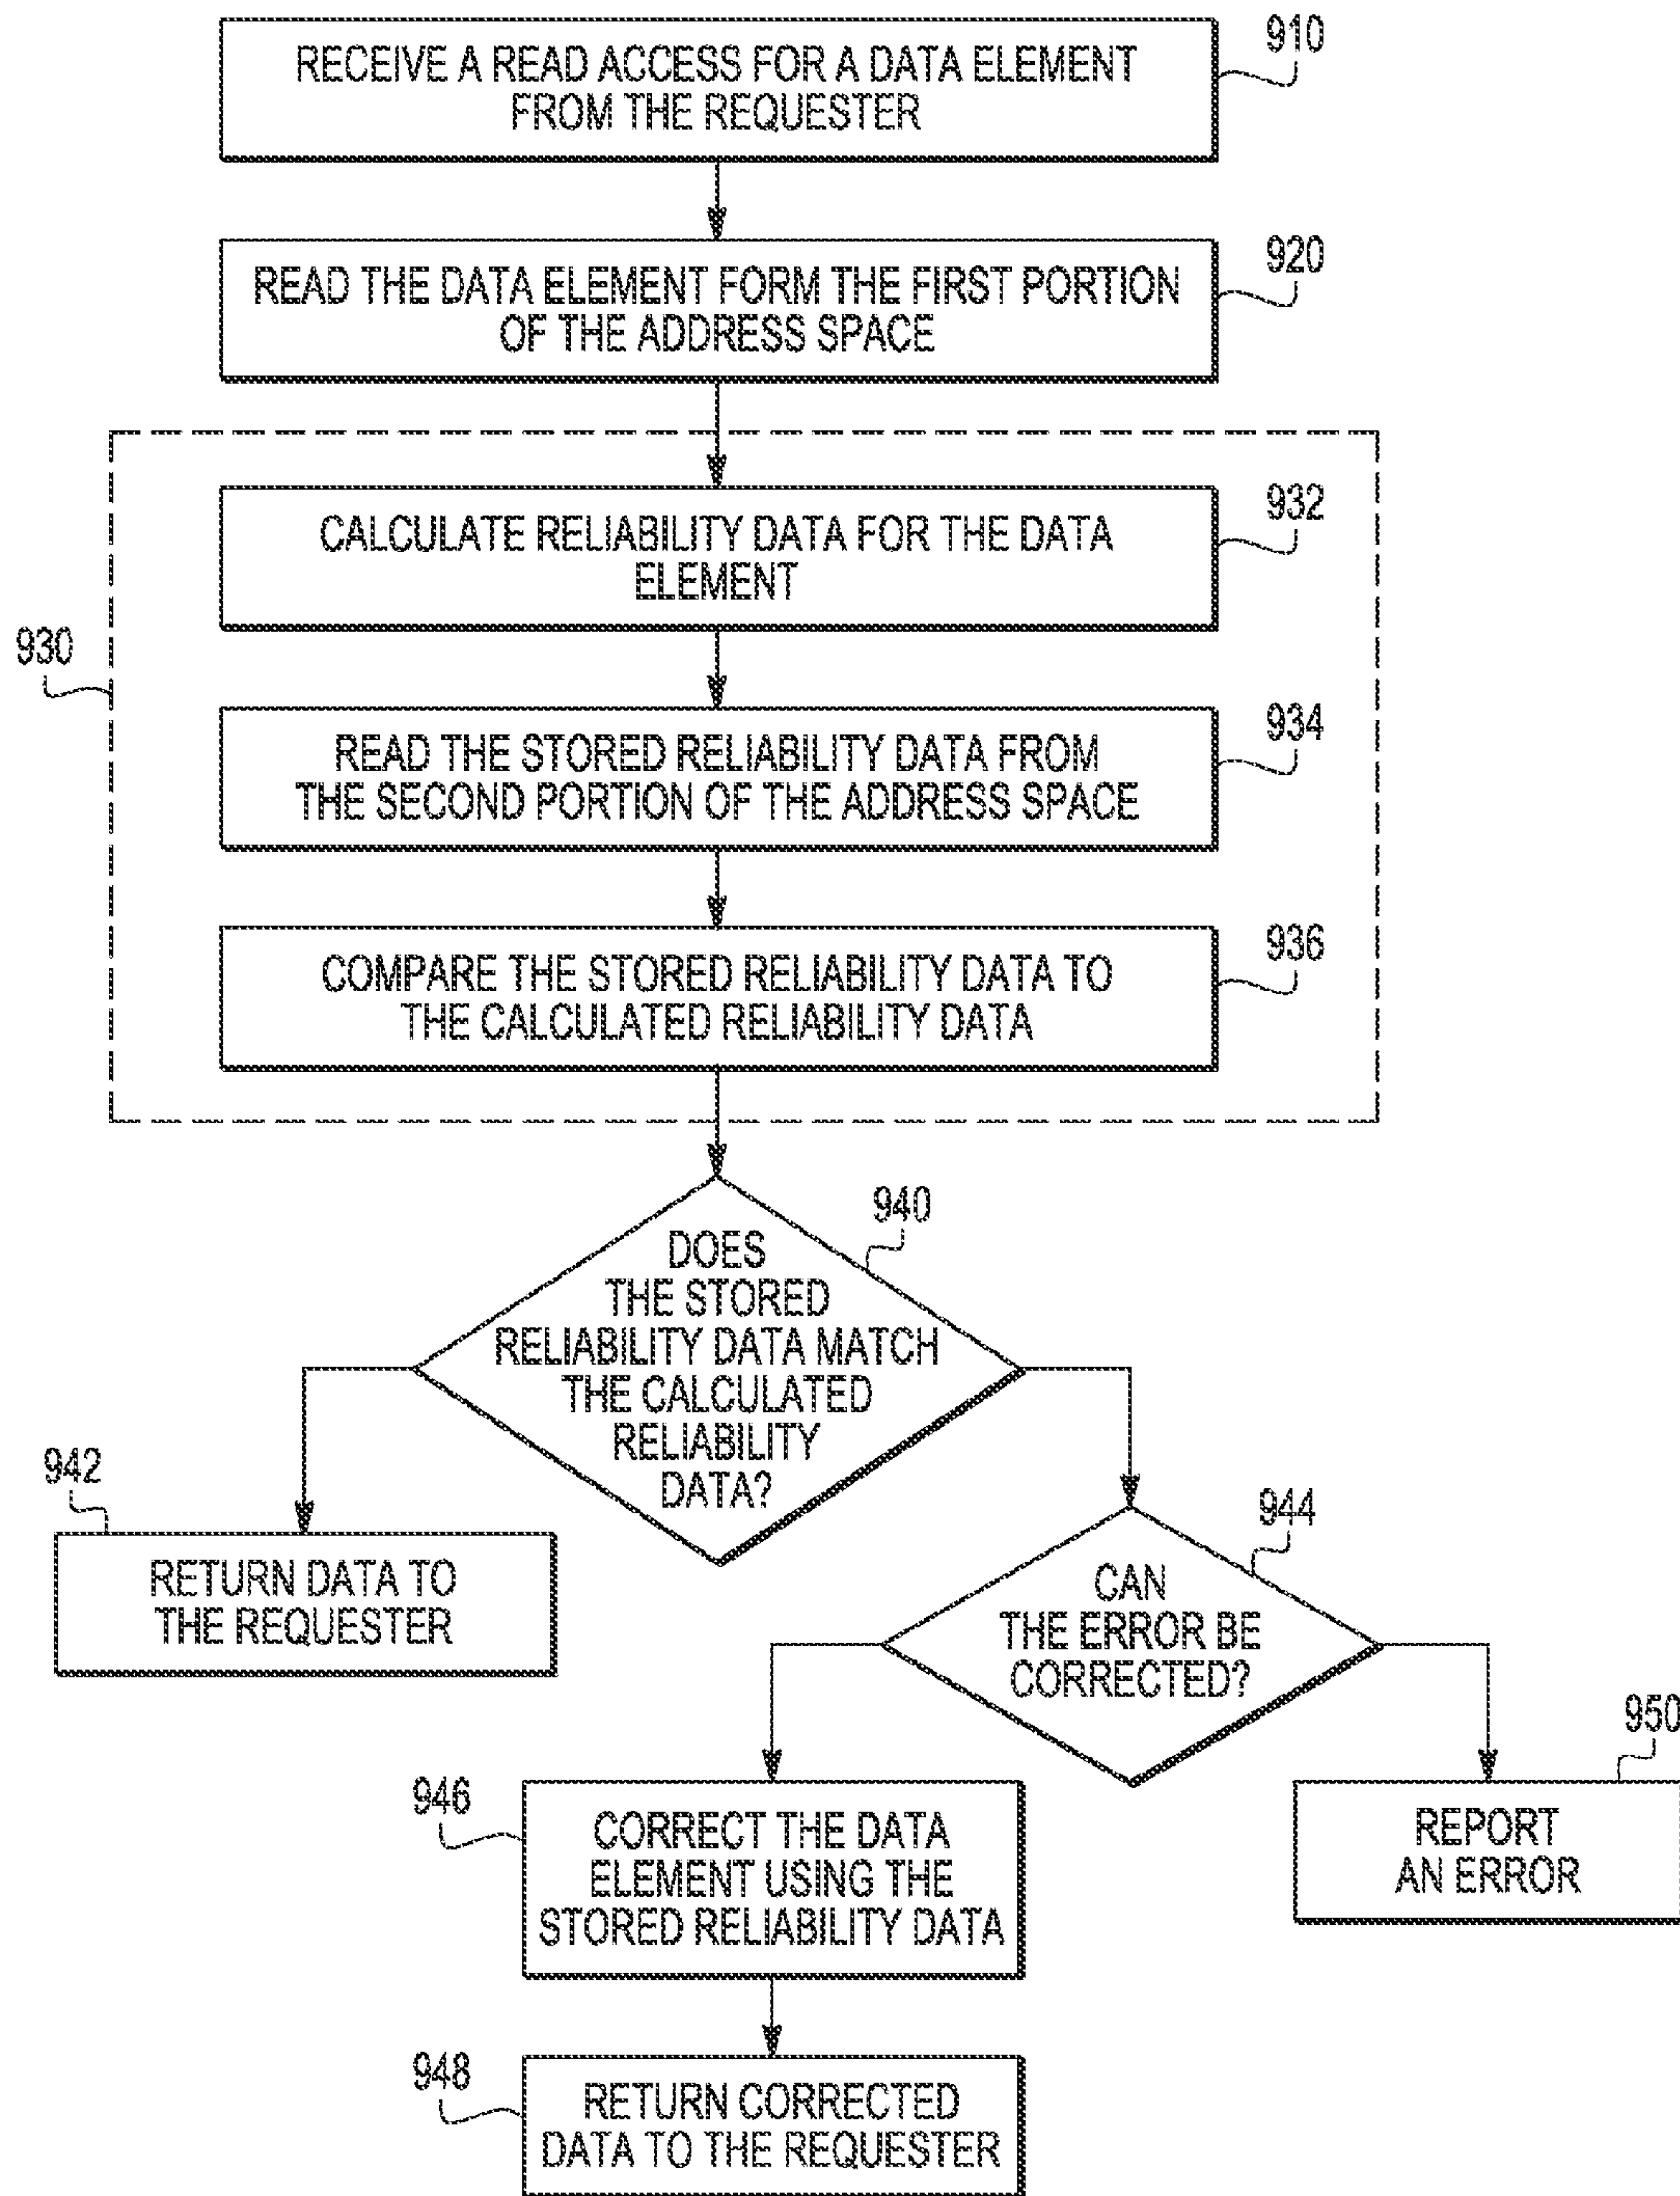 910
RECEIVE A READ ACCESS FOR A DATA ELEMENT
FROM THE REQUESTER
920
READ THE DATA ELEMENT FORM THE FIRST PORTION
OF THE ADDRESS SPACE
930
932
CALCULATE RELIABILITY DATA FOR THE DATA
ELEMENT
934
READ THE STORED RELIABILITY DATA FROM
THE SECOND PORTION OF THE ADDRESS SPACE
936
COMPARE THE STORED RELIABILITY DATA TO
THE CALCULATED RELIABILITY DATA
940
DOES
THE STORED
RELIABILITY DATA MATCH
THE CALCULATED
RELIABILITY
DATA?
942
RETURN DATA TO
THE REQUESTER
944
CAN
THE ERROR BE
CORRECTED?
946
CORRECT THE DATA
ELEMENT USING THE
STORED RELIABILITY DATA
950
REPORT
AN ERROR
948
RETURN CORRECTED
DATA TO THE REQUESTER